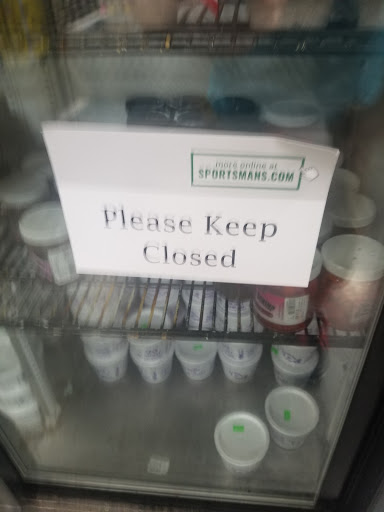 more online at
SPORTSMANS.COM
Please Keep
Closed